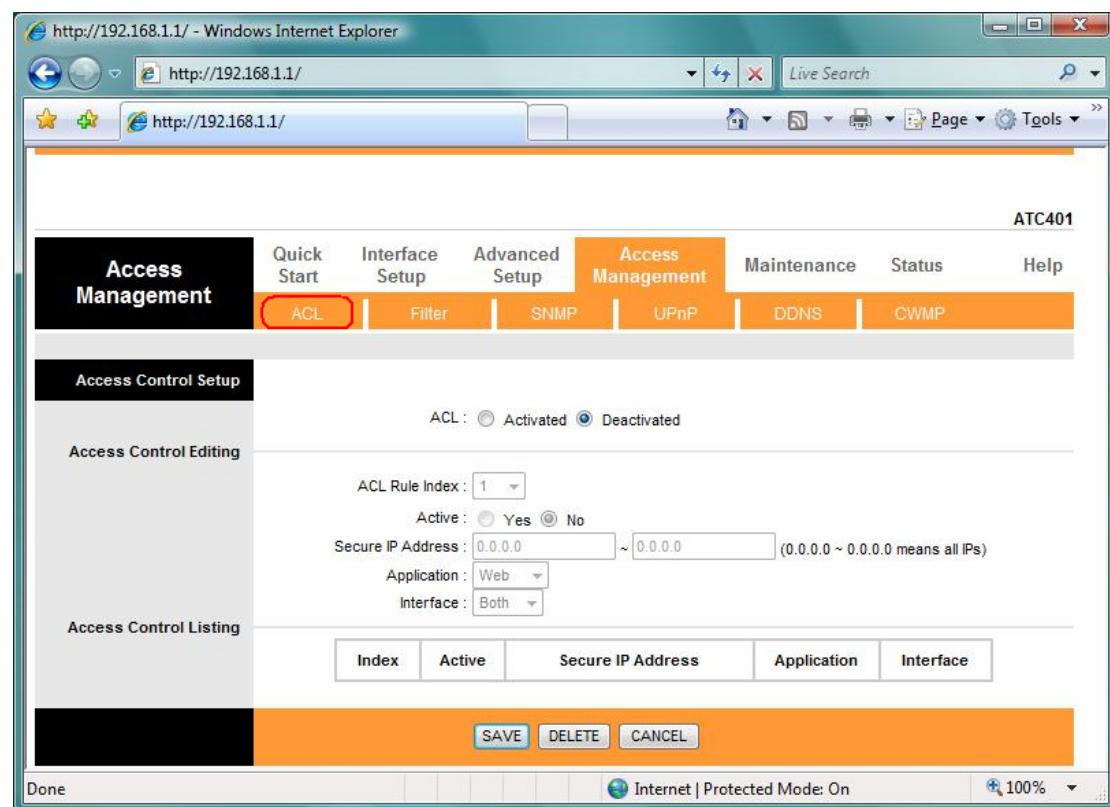 http://192.168.1.1/ - Windows Internet Explorer
http://192.168.1.1/
Live Search
http://192.168.1.1/
Page
Tools
ATC401
Access Management
Quick Start
Interface Setup
Advanced Setup
Access Management
Maintenance
Status
Help
ACL
Filter
SNMP
UPnP
DDNS
CWMP
Access Control Setup
ACL : Activated Deactivated
Access Control Editing
ACL Rule Index : 1
Active : Yes No
Secure IP Address : 0.0.0.0 ~ 0.0.0.0 (0.0.0.0 ~ 0.0.0.0 means all IPs)
Application : Web
Interface : Both
Access Control Listing
Index Active Secure IP Address Application Interface
SAVE DELETE CANCEL
Done
Internet | Protected Mode: On
100%